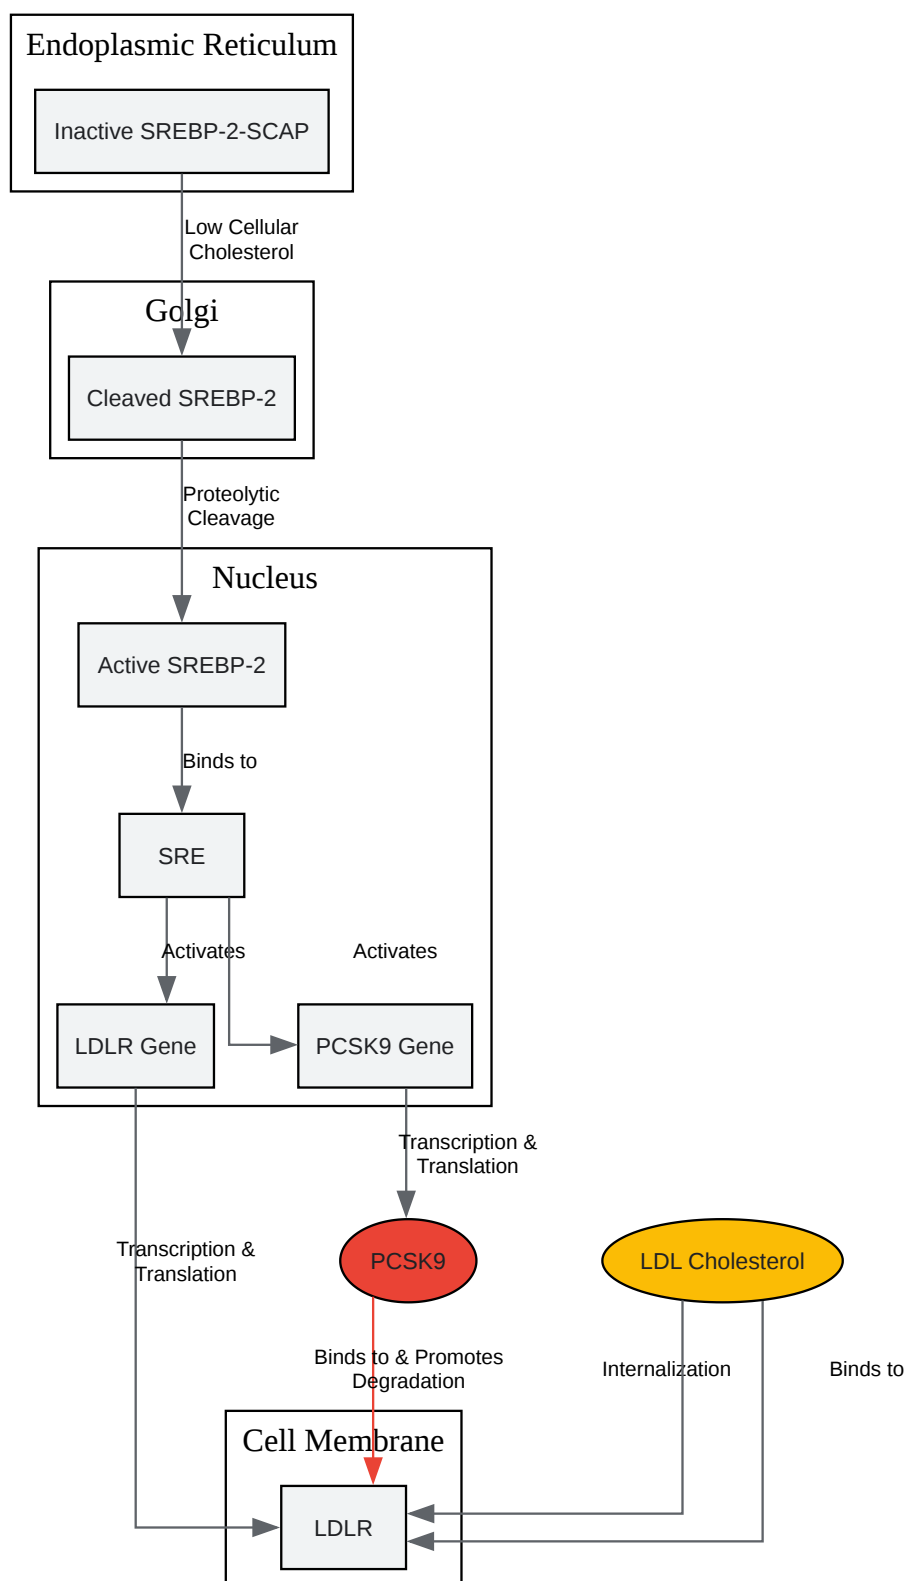 Endoplasmic Reticulum
Inactive SREBP-2-SCAP
Low Cellular
Cholesterol
Golgi
Cleaved SREBP-2
Proteolytic
Cleavage
Nucleus
Active SREBP-2
Binds to
SRE
Activates
Activates
LDLR Gene
PCSK9 Gene
Transcription &
Translation
Transcription &
Translation
PCSK9
LDL Cholesterol
Binds to & Promotes
Degradation
Internalization
Binds to
Cell Membrane
LDLR